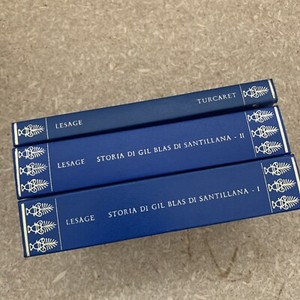 LESAGE TURCARET
LESAGE STORIA DI GIL BLAS DI SANTILLANA - II
LESAGE STORIA DI GIL BLAS DI SANTILLANA - I